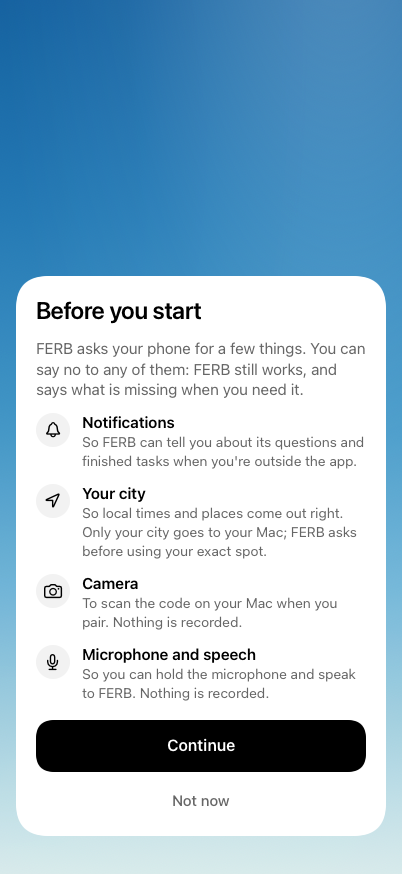 Before you start
FERB asks your phone for a few things. You can
say no to any of them: FERB still works, and
says what is missing when you need it.
Notifications
So FERB can tell you about its questions and
finished tasks when you're outside the app.
Your city
So local times and places come out right.
Only your city goes to your Mac; FERB asks
before using your exact spot.
Camera
To scan the code on your Mac when you
pair. Nothing is recorded.
Microphone and speech
So you can hold the microphone and speak
to FERB. Nothing is recorded.
Continue
Not now